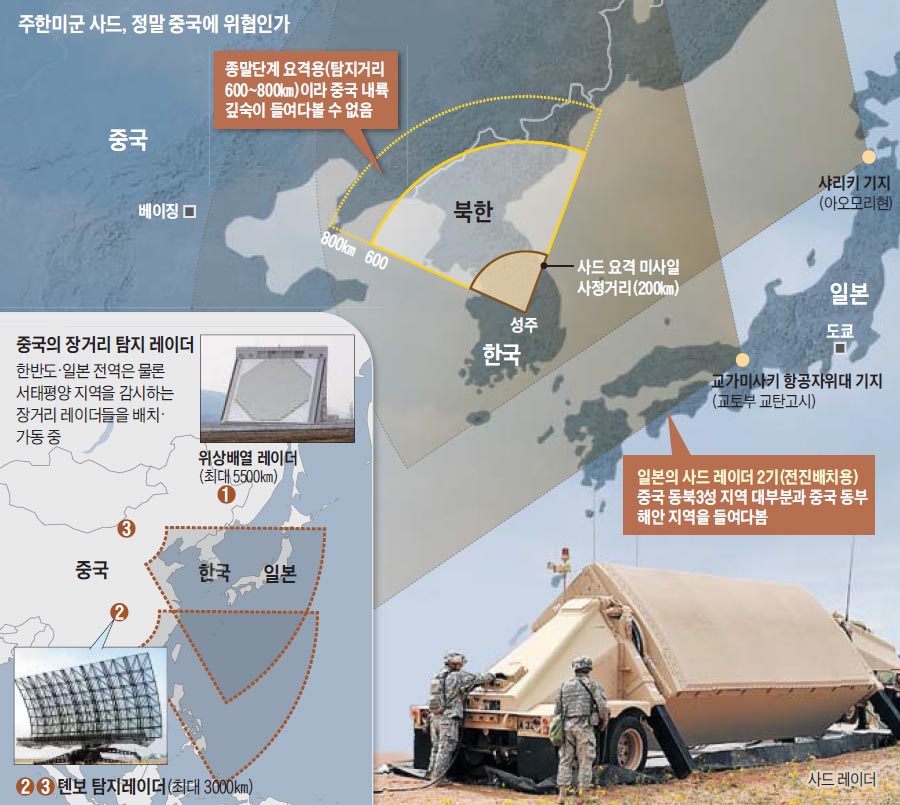 주한미군 사드, 정말 중국에 위협인가
종말단계 요격용(탐지거리
600~800㎞)이라 중국 내륙
깊숙이 들여다볼 수 없음
중국
베이징
북한
800㎞
600
사드 요격 미사일
사정거리(200㎞)
성주
한국
샤리키 기지
(아오모리현)
일본
도쿄
교가미사키 항공자위대 기지
(교토부 교탄고시)
일본의 사드 레이더 2기(전진배치용)
중국 동북3성 지역 대부분과 중국 동부
해안 지역을 들여다봄
중국의 장거리 탐지 레이더
한반도·일본 전역은 물론
서태평양 지역을 감시하는
장거리 레이더들을 배치·
가동 중
위상배열 레이더
(최대 5500㎞)
1
3
중국
한국
일본
2
2 3 톈보 탐지레이더(최대 3000㎞)
사드 레이더